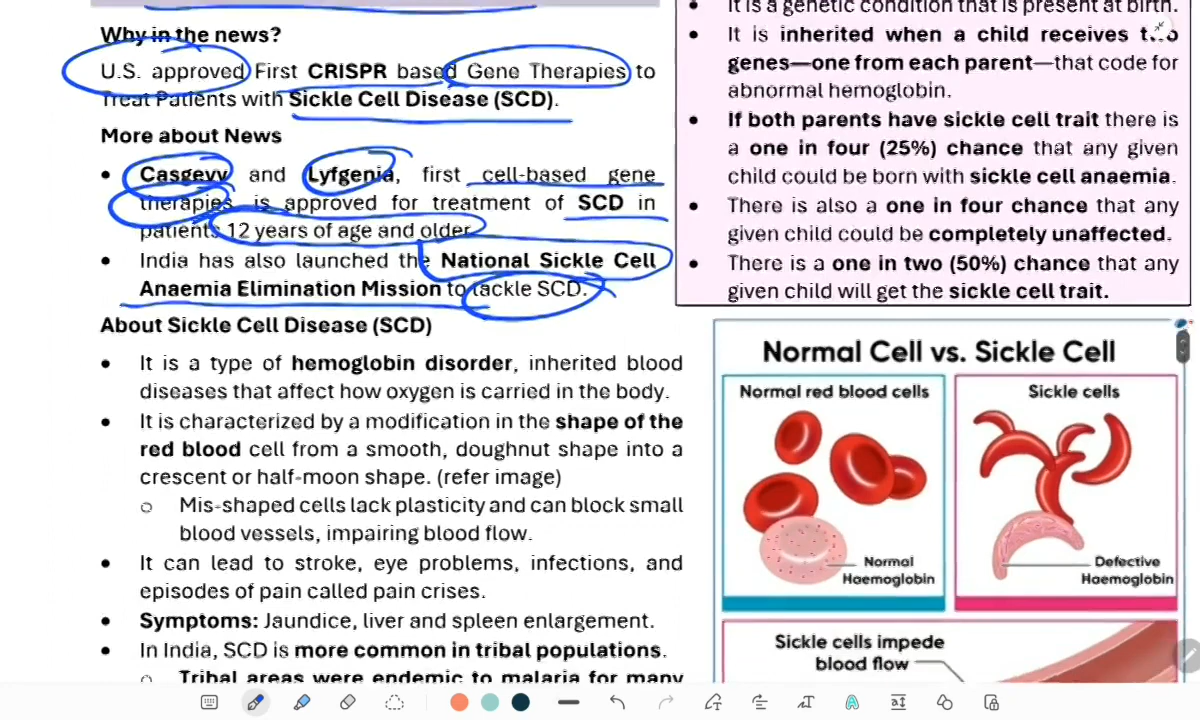 Why in the news?
U.S. approved First CRISPR based Gene Therapies to
Treat Patients with Sickle Cell Disease (SCD).
More about News
• Casgevy and Lyfgenia, first cell-based gene
therapies is approved for treatment of SCD in
patients 12 years of age and older.
• India has also launched the National Sickle Cell
Anaemia Elimination Mission to tackle SCD.
About Sickle Cell Disease (SCD)
• It is a type of hemoglobin disorder, inherited blood
diseases that affect how oxygen is carried in the body.
• It is characterized by a modification in the shape of the
red blood cell from a smooth, doughnut shape into a
crescent or half-moon shape. (refer image)
o Mis-shaped cells lack plasticity and can block small
blood vessels, impairing blood flow.
• It can lead to stroke, eye problems, infections, and
episodes of pain called pain crises.
• Symptoms: Jaundice, liver and spleen enlargement.
• In India, SCD is more common in tribal populations.
o Tribal areas were endemic to malaria for many
• It is a genetic condition that is present at birth.
• It is inherited when a child receives two
genes—one from each parent—that code for
abnormal hemoglobin.
• If both parents have sickle cell trait there is
a one in four (25%) chance that any given
child could be born with sickle cell anaemia.
• There is also a one in four chance that any
given child could be completely unaffected.
• There is a one in two (50%) chance that any
given child will get the sickle cell trait.
Normal Cell vs. Sickle Cell
Normal red blood cells
Normal
Haemoglobin
Sickle cells
Defective
Haemoglobin
Sickle cells impede
blood flow